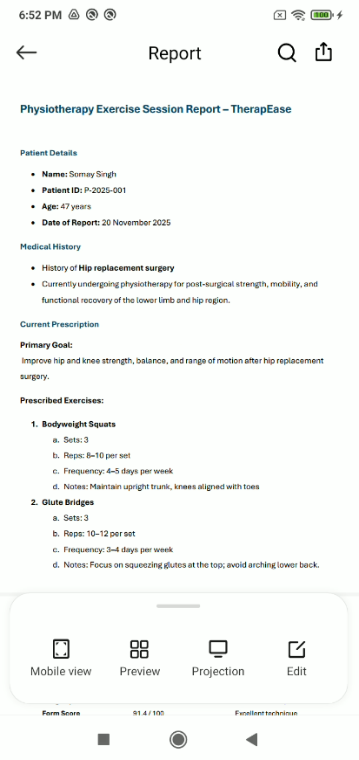 6:52 PM
Report
Physiotherapy Exercise Session Report – TherapEase
Patient Details
• Name: Somay Singh
• Patient ID: P-2025-001
• Age: 47 years
• Date of Report: 20 November 2025
Medical History
• History of Hip replacement surgery
• Currently undergoing physiotherapy for post-surgical strength, mobility, and
functional recovery of the lower limb and hip region.
Current Prescription
Primary Goal:
Improve hip and knee strength, balance, and range of motion after hip replacement
surgery.
Prescribed Exercises:
1. Bodyweight Squats
a. Sets: 3
b. Reps: 8–10 per set
c. Frequency: 4–5 days per week
d. Notes: Maintain upright trunk, knees aligned with toes
2. Glute Bridges
a. Sets: 3
b. Reps: 10–12 per set
c. Frequency: 3–4 days per week
d. Notes: Focus on squeezing glutes at the top; avoid arching lower back.
Mobile view Preview Projection Edit
Form Score 91.4 / 100 Excellent technique